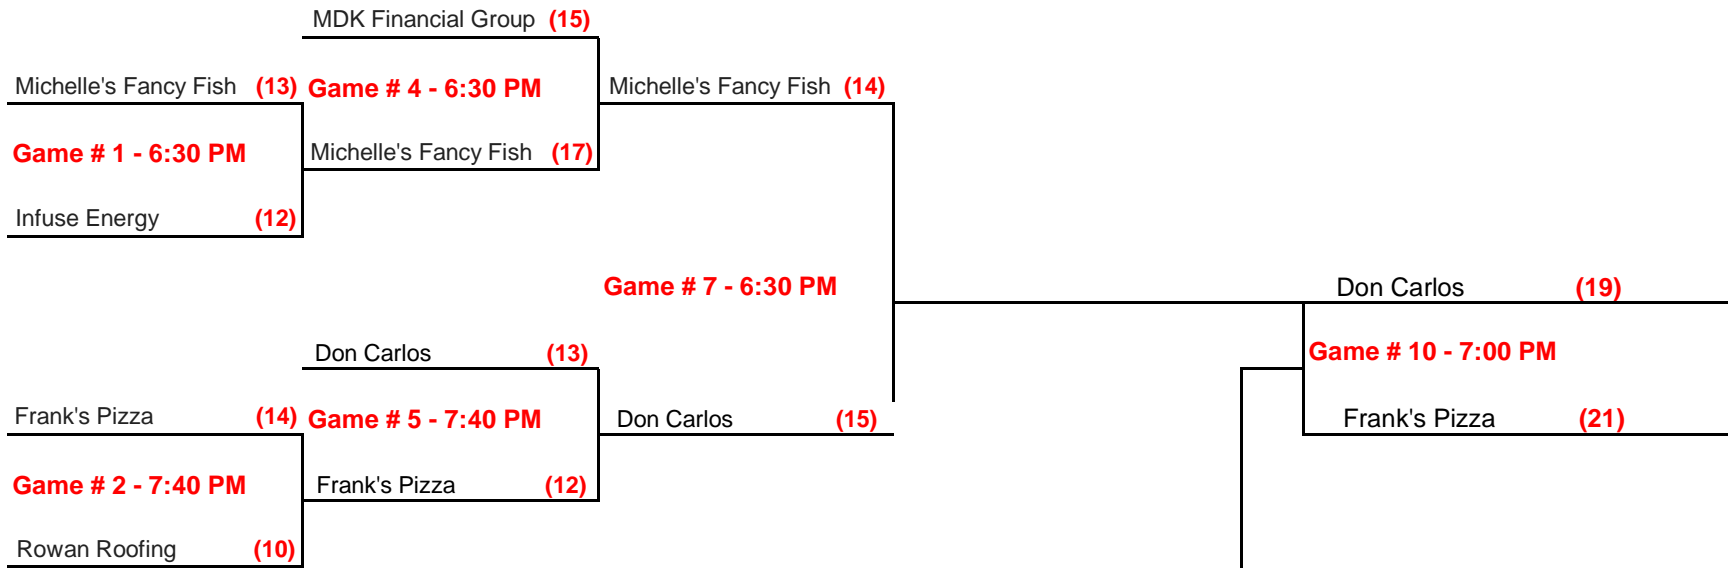 MDK Financial Group (15)
Michelle's Fancy Fish (13) Game # 4 - 6:30 PM Michelle's Fancy Fish (14)
Game # 1 - 6:30 PM Michelle's Fancy Fish (17)
Infuse Energy (12)
Game # 7 - 6:30 PM Don Carlos (19)
Don Carlos (13) Game # 10 - 7:00 PM
Frank's Pizza (14) Game # 5 - 7:40 PM Don Carlos (15) Frank's Pizza (21)
Game # 2 - 7:40 PM Frank's Pizza (12)
Rowan Roofing (10)